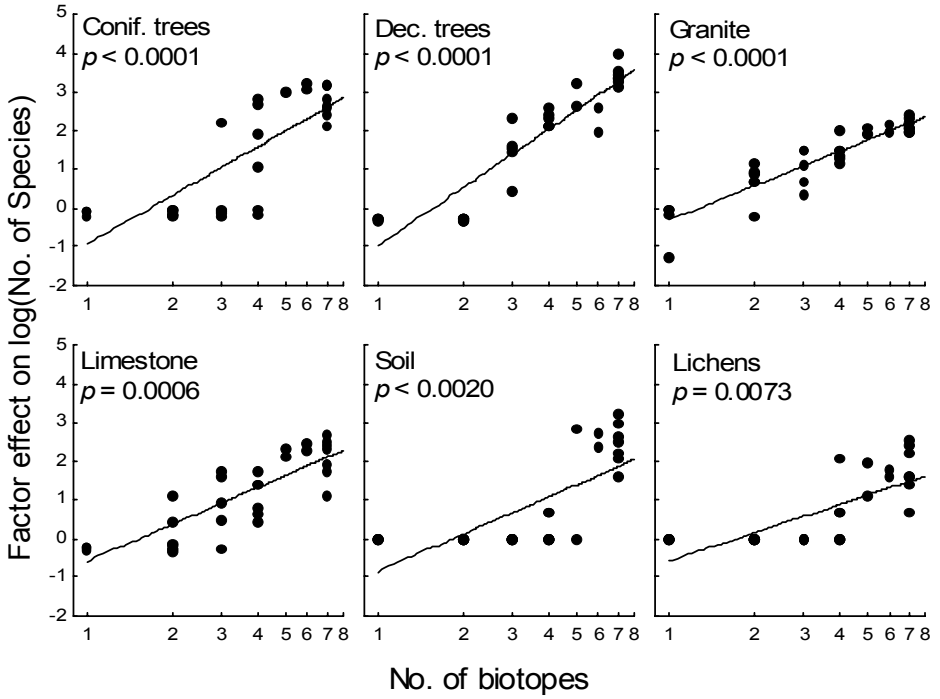 Factor effect on log(No. of Species)
Conif. trees
p < 0.0001
5
4
3
2
1
0
-1
-2
1 2 3 4 5 6 7 8
Dec. trees
p < 0.0001
1 2 3 4 5 6 7 8
Granite
p < 0.0001
1 2 3 4 5 6 7 8
Limestone
p = 0.0006
5
4
3
2
1
0
-1
-2
1 2 3 4 5 6 7 8
Soil
p < 0.0020
1 2 3 4 5 6 7 8
Lichens
p = 0.0073
1 2 3 4 5 6 7 8
No. of biotopes